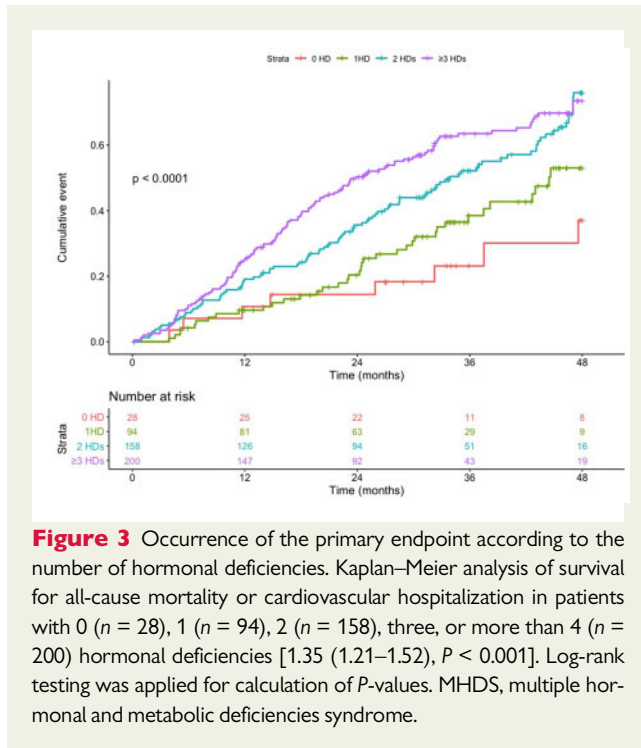 Strata 0 HD 1HD 2 HDs ≥3 HDs
0.6
p < 0.0001
Cumulative event
0.4
0.2
0.0
0 12 24 36 48
Time (months)
Number at risk
Strata
0 HD 28 25 22 11 8
1HD 94 81 63 29 9
2 HDs 158 126 94 51 16
≥3 HDs 200 147 92 43 19
0 12 24 36 48
Time (months)
Figure 3 Occurrence of the primary endpoint according to the
number of hormonal deficiencies. Kaplan–Meier analysis of survival
for all-cause mortality or cardiovascular hospitalization in patients
with 0 (n = 28), 1 (n = 94), 2 (n = 158), three, or more than 4 (n =
200) hormonal deficiencies [1.35 (1.21–1.52), P < 0.001]. Log-rank
testing was applied for calculation of P-values. MHDS, multiple hor-
monal and metabolic deficiencies syndrome.